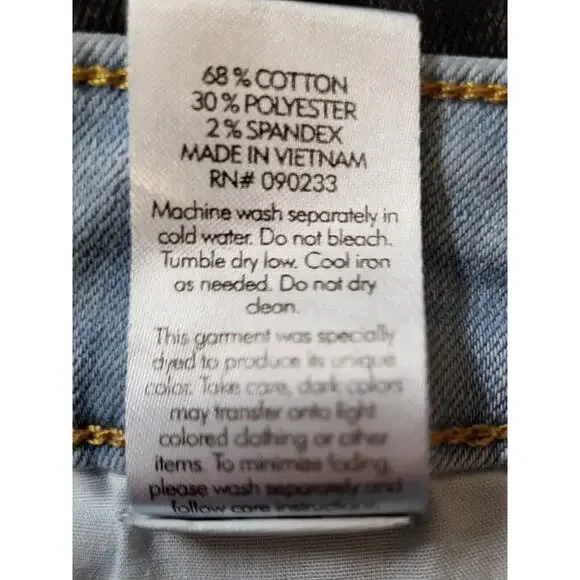 68% COTTON
30% POLYESTER
2% SPANDEX
MADE IN VIETNAM
RN# 090233
Machine wash separately in
cold water. Do not bleach.
Tumble dry low. Cool iron
as needed. Do not dry
clean.
This garment was specially
dyed to produce its unique
color. Take care, dark colors
may transfer onto light
colored clothing or other
items. To minimize fading,
please wash separately and
follow care instructions